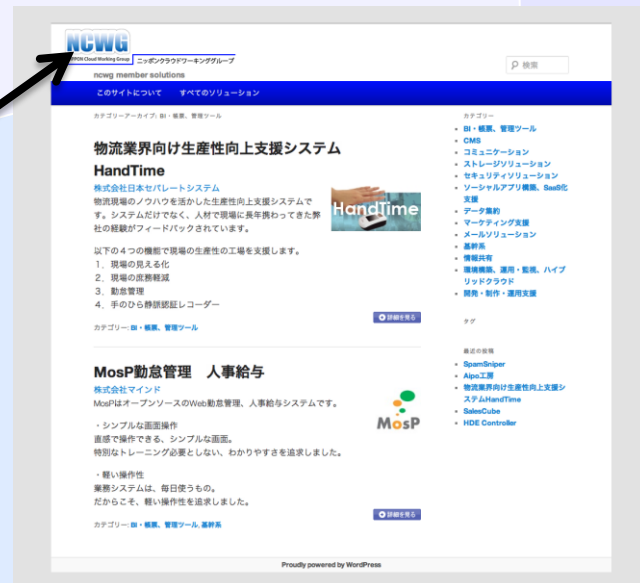 NCWG
NIPPON Cloud Working Group
ニッポンクラウドワーキンググループ
ncwg member solutions
検索
このサイトについて すべてのソリューション
カテゴリーアーカイブ: BI・帳票、管理ツール
物流業界向け生産性向上支援システム
HandTime
株式会社日本セパレートシステム
物流現場のノウハウを活かした生産性向上支援システムで
す。システムだけでなく、人材で現場に長年携わってきた弊
社の経験がフィードバックされています。
HandTime
以下の４つの機能で現場の生産性の工場を支援します。
1．現場の見える化
2．現場の庶務軽減
3．勤怠管理
4．手のひら静脈認証レコーダー
詳細を見る
カテゴリー: BI・帳票、管理ツール
MosP勤怠管理 人事給与
株式会社マインド
MosPはオープンソースのWeb勤怠管理、人事給与システムです。
MosP
・シンプルな画面操作
直感で操作できる、シンプルな画面。
特別なトレーニング必要としない、わかりやすさを追求しました。
・軽い操作性
業務システムは、毎日使うもの。
だからこそ、軽い操作性を追求しました。
詳細を見る
カテゴリー: BI・帳票、管理ツール, 基幹系
カテゴリー
BI・帳票、管理ツール
CMS
コミュニケーション
ストレージソリューション
セキュリティソリューション
ソーシャルアプリ構築、SaaS化
支援
データ集約
マーケティング支援
メールソリューション
基幹系
情報共有
環境構築、運用・監視、ハイブ
リッドクラウド
開発・制作・運用支援
タグ
最近の投稿
SpamSniper
Aipo工房
物流業界向け生産性向上支援シ
ステムHandTime
SalesCube
HDE Controller
Proudly powered by WordPress